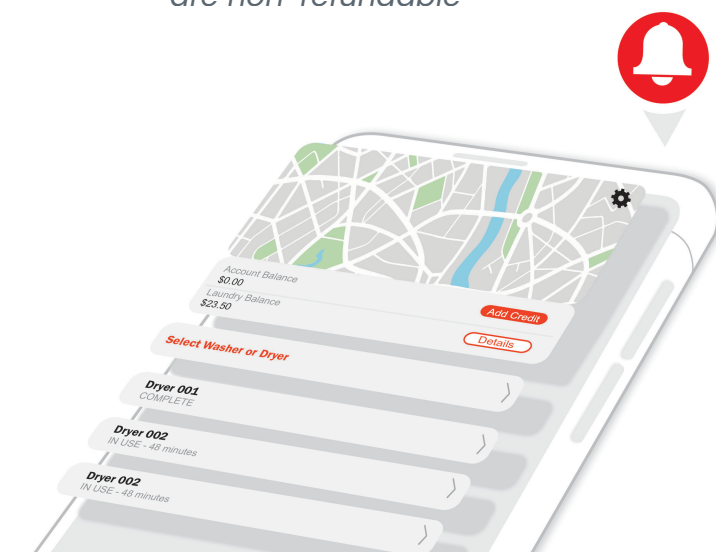 are non-refundable
Account Balance
$0.00
Add Credit
Laundry Balance
$23.50
Details
Select Washer or Dryer
Dryer 001
COMPLETE
Dryer 002
IN USE - 48 minutes
Dryer 002
IN USE - 48 minutes